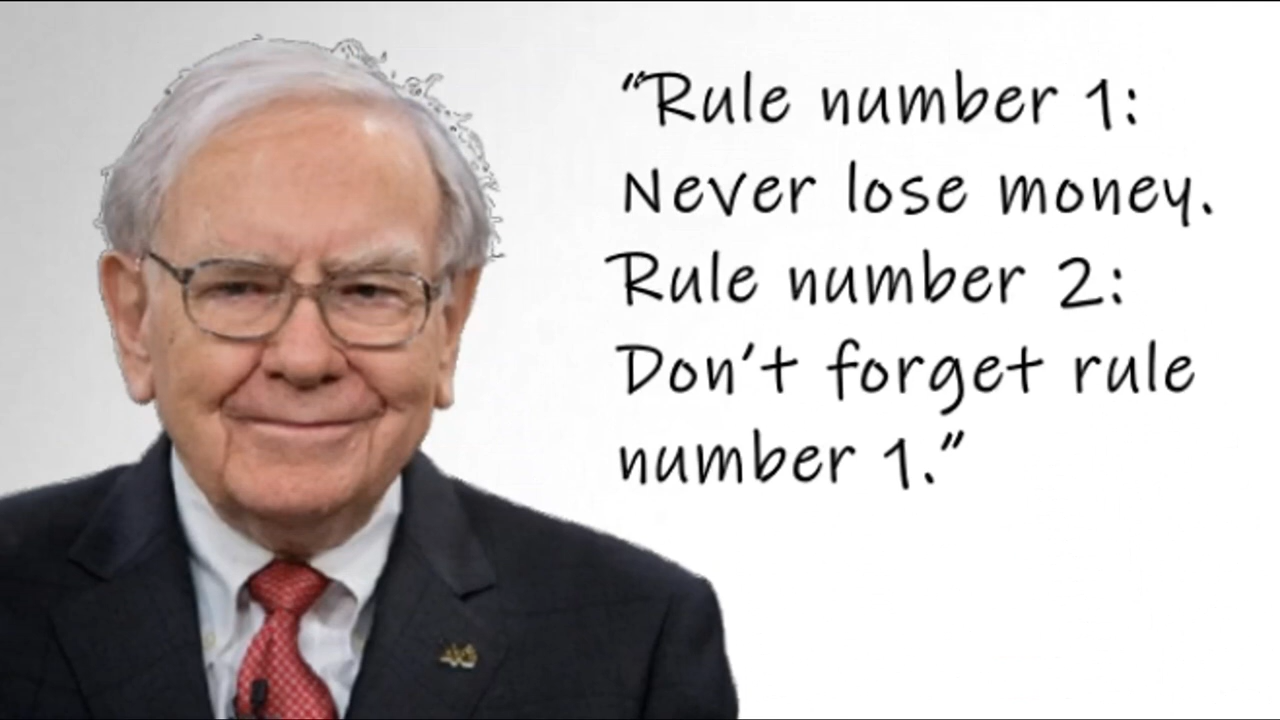 “Rule number 1:
Never lose money.
Rule number 2:
Don’t forget rule
number 1.”